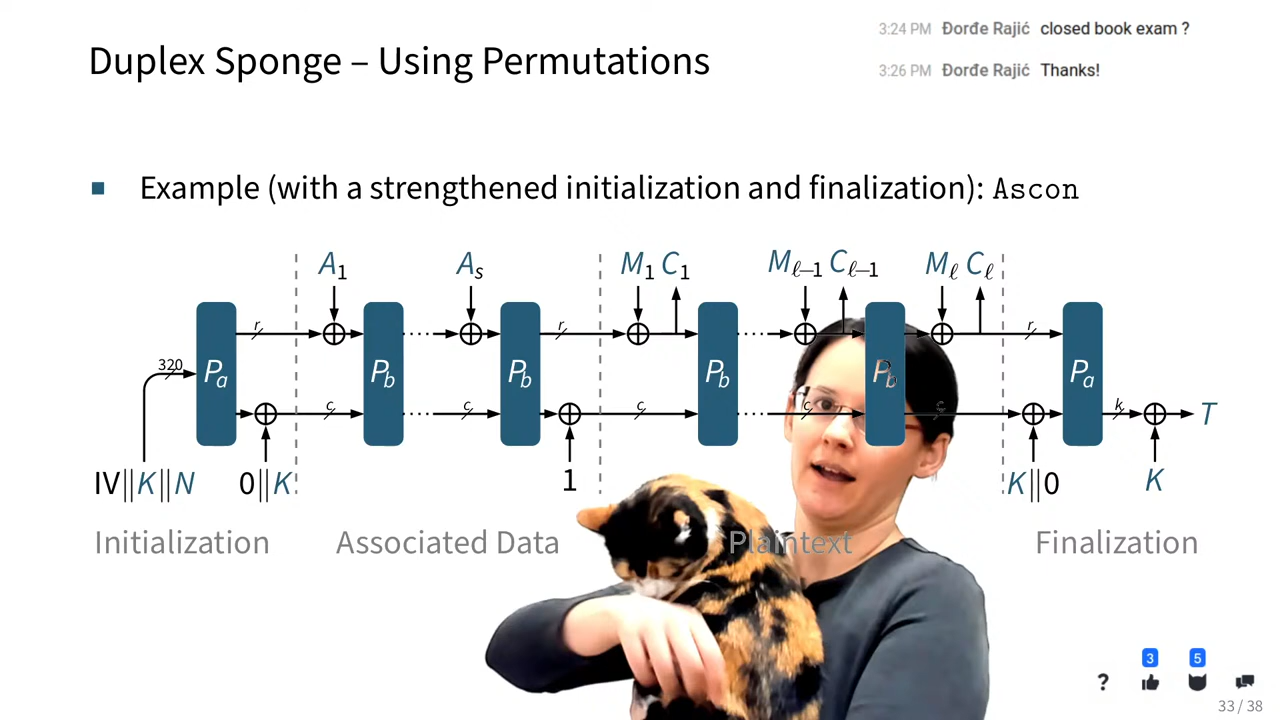 3:24 PM Đorđe Rajić closed book exam ?
Duplex Sponge – Using Permutations
3:26 PM Đorđe Rajić Thanks!
Example (with a strengthened initialization and finalization): Ascon
A1 As M1 C1 Mℓ–1 Cℓ–1 Mℓ Cℓ
r r r
320 Pa Pb Pb Pb Pb Pa
c c c c c k T
IV‖K‖N 0‖K 1 K‖0 K
Initialization Associated Data Plaintext Finalization
3 5
?
33 / 38